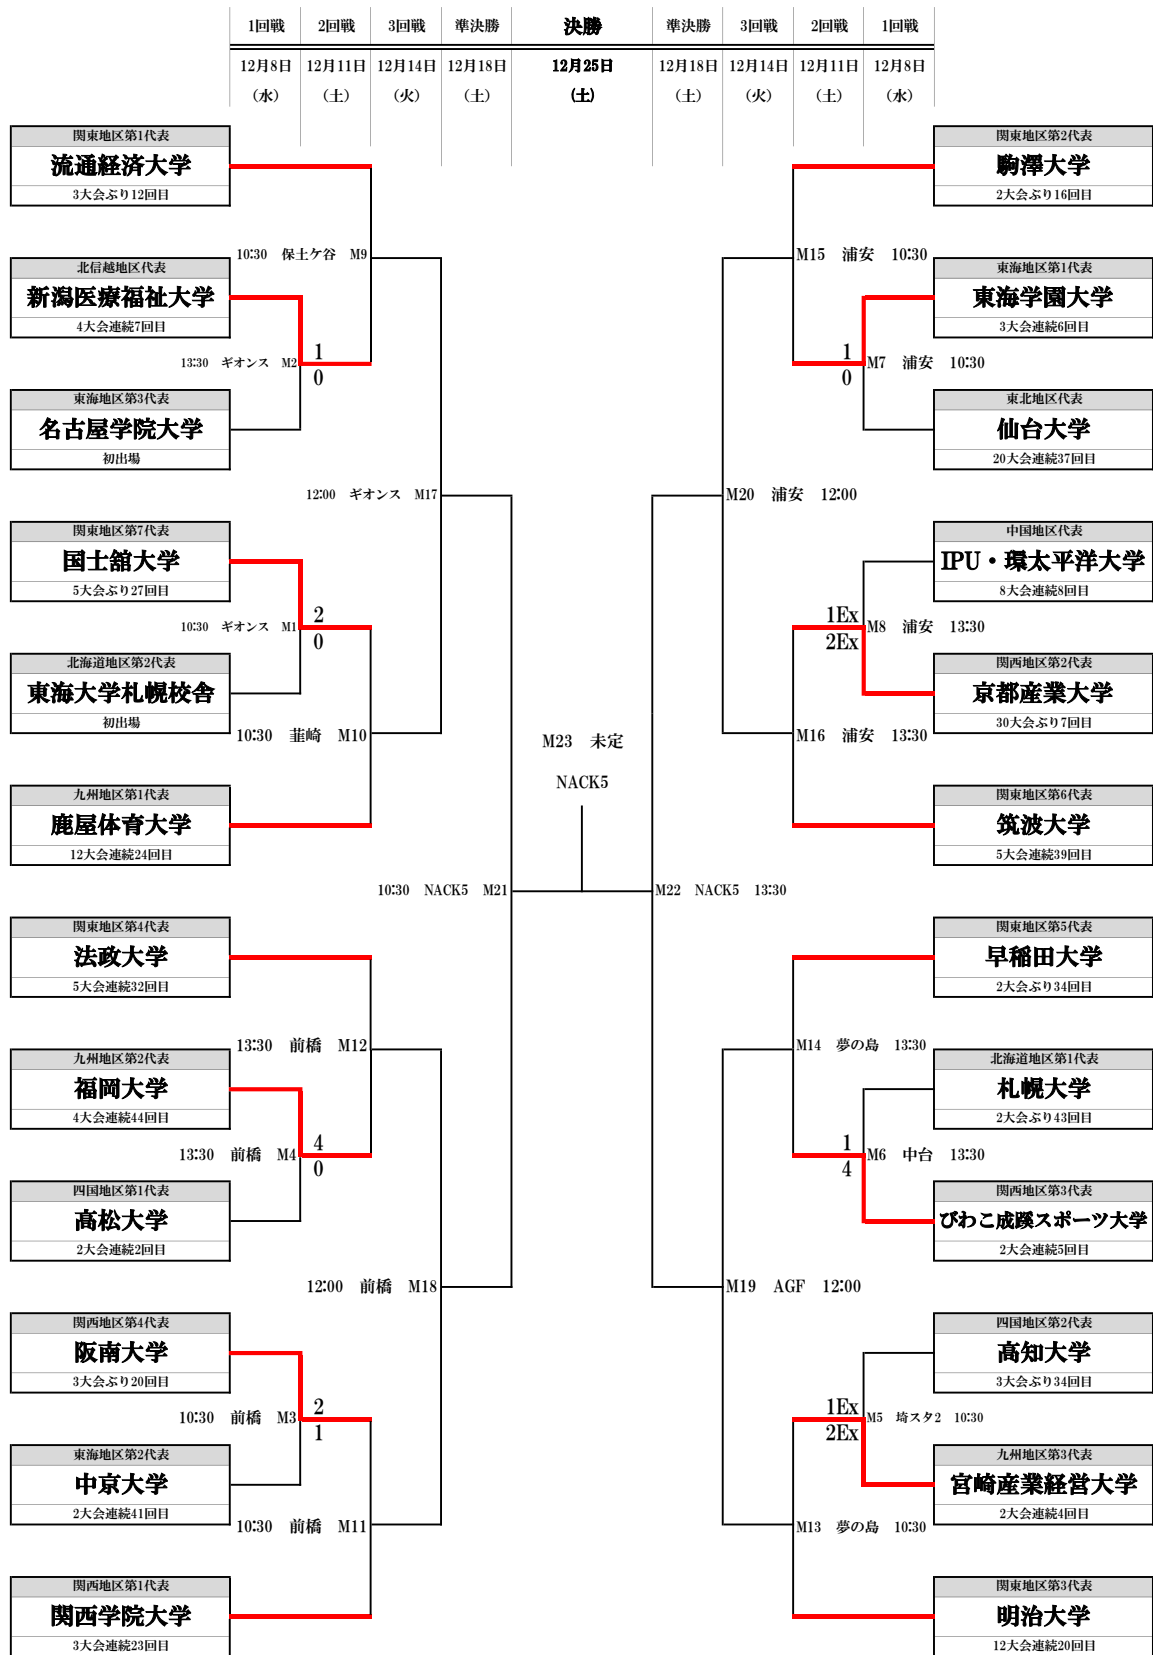 1回戦 2回戦 3回戦 準決勝 決勝 準決勝 3回戦 2回戦 1回戦
12月8日 12月11日 12月14日 12月18日 12月25日 12月18日 12月14日 12月11日 12月8日
（水） （土） （火） （土） （土） （土） （火） （土） （水）
関東地区第1代表
流通経済大学
3大会ぶり12回目
10:30 保土ケ谷 M9
北信越地区代表
新潟医療福祉大学
4大会連続7回目
13:30 ギオンス M2
1
0
東海地区第3代表
名古屋学院大学
初出場
12:00 ギオンス M17
関東地区第7代表
国士舘大学
5大会ぶり27回目
10:30 ギオンス M1
2
0
北海道地区第2代表
東海大学札幌校舎
初出場
10:30 韮崎 M10
九州地区第1代表
鹿屋体育大学
12大会連続24回目
10:30 NACK5 M21
関東地区第4代表
法政大学
5大会連続32回目
13:30 前橋 M12
九州地区第2代表
福岡大学
4大会連続44回目
13:30 前橋 M4
4
0
四国地区第1代表
高松大学
2大会連続2回目
12:00 前橋 M18
関西地区第4代表
阪南大学
3大会ぶり20回目
10:30 前橋 M3
2
1
東海地区第2代表
中京大学
2大会連続41回目
10:30 前橋 M11
関西地区第1代表
関西学院大学
3大会連続23回目
M23 未定
NACK5
関東地区第2代表
駒澤大学
2大会ぶり16回目
M15 浦安 10:30
東海地区第1代表
東海学園大学
3大会連続6回目
1
0
M7 浦安 10:30
東北地区代表
仙台大学
20大会連続37回目
M20 浦安 12:00
中国地区代表
IPU・環太平洋大学
8大会連続8回目
1Ex
2Ex
M8 浦安 13:30
関西地区第2代表
京都産業大学
30大会ぶり7回目
M16 浦安 13:30
関東地区第6代表
筑波大学
5大会連続39回目
M22 NACK5 13:30
関東地区第5代表
早稲田大学
2大会ぶり34回目
M14 夢の島 13:30
北海道地区第1代表
札幌大学
2大会ぶり43回目
1
4
M6 中台 13:30
関西地区第3代表
びわこ成蹊スポーツ大学
2大会連続5回目
M19 AGF 12:00
四国地区第2代表
高知大学
3大会ぶり34回目
1Ex
2Ex
M5 埼スタ2 10:30
九州地区第3代表
宮崎産業経営大学
2大会連続4回目
M13 夢の島 10:30
関東地区第3代表
明治大学
12大会連続20回目